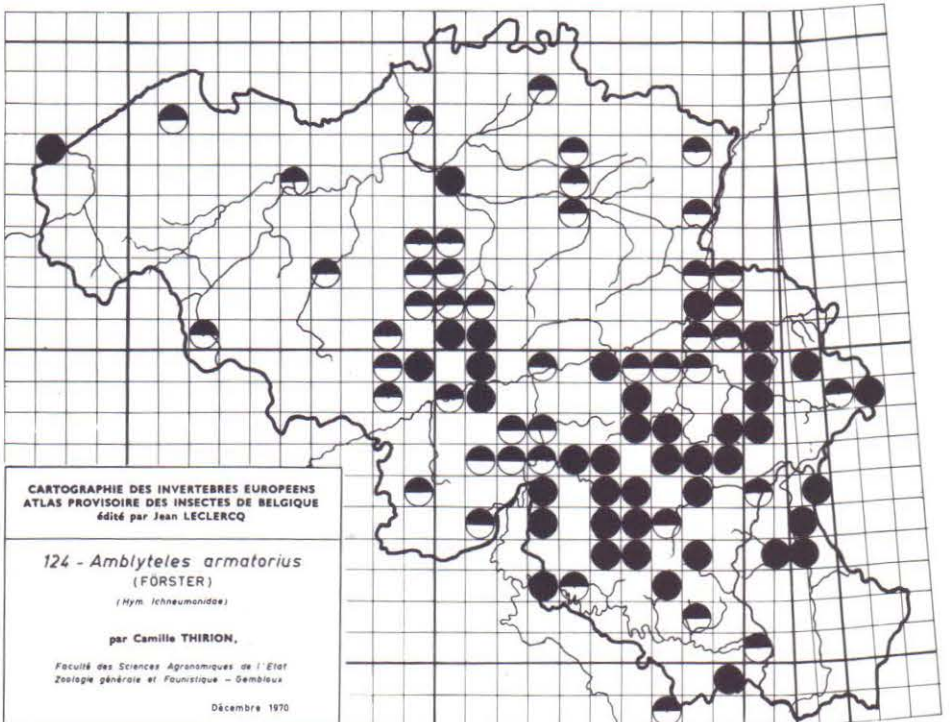 CARTOGRAPHIE DES INVERTEBRES EUROPEENS
ATLAS PROVISOIRE DES INSECTES DE BELGIQUE
édité par Jean LECLERCQ
124 - Amblyteles armatorius
(FÖRSTER)
(Hym. Ichneumonidae)
par Camille THIRION,
Faculté des Sciences Agronomiques de l'Etat
Zoologie générale et Faunistique - Gembloux
Décembre 1970